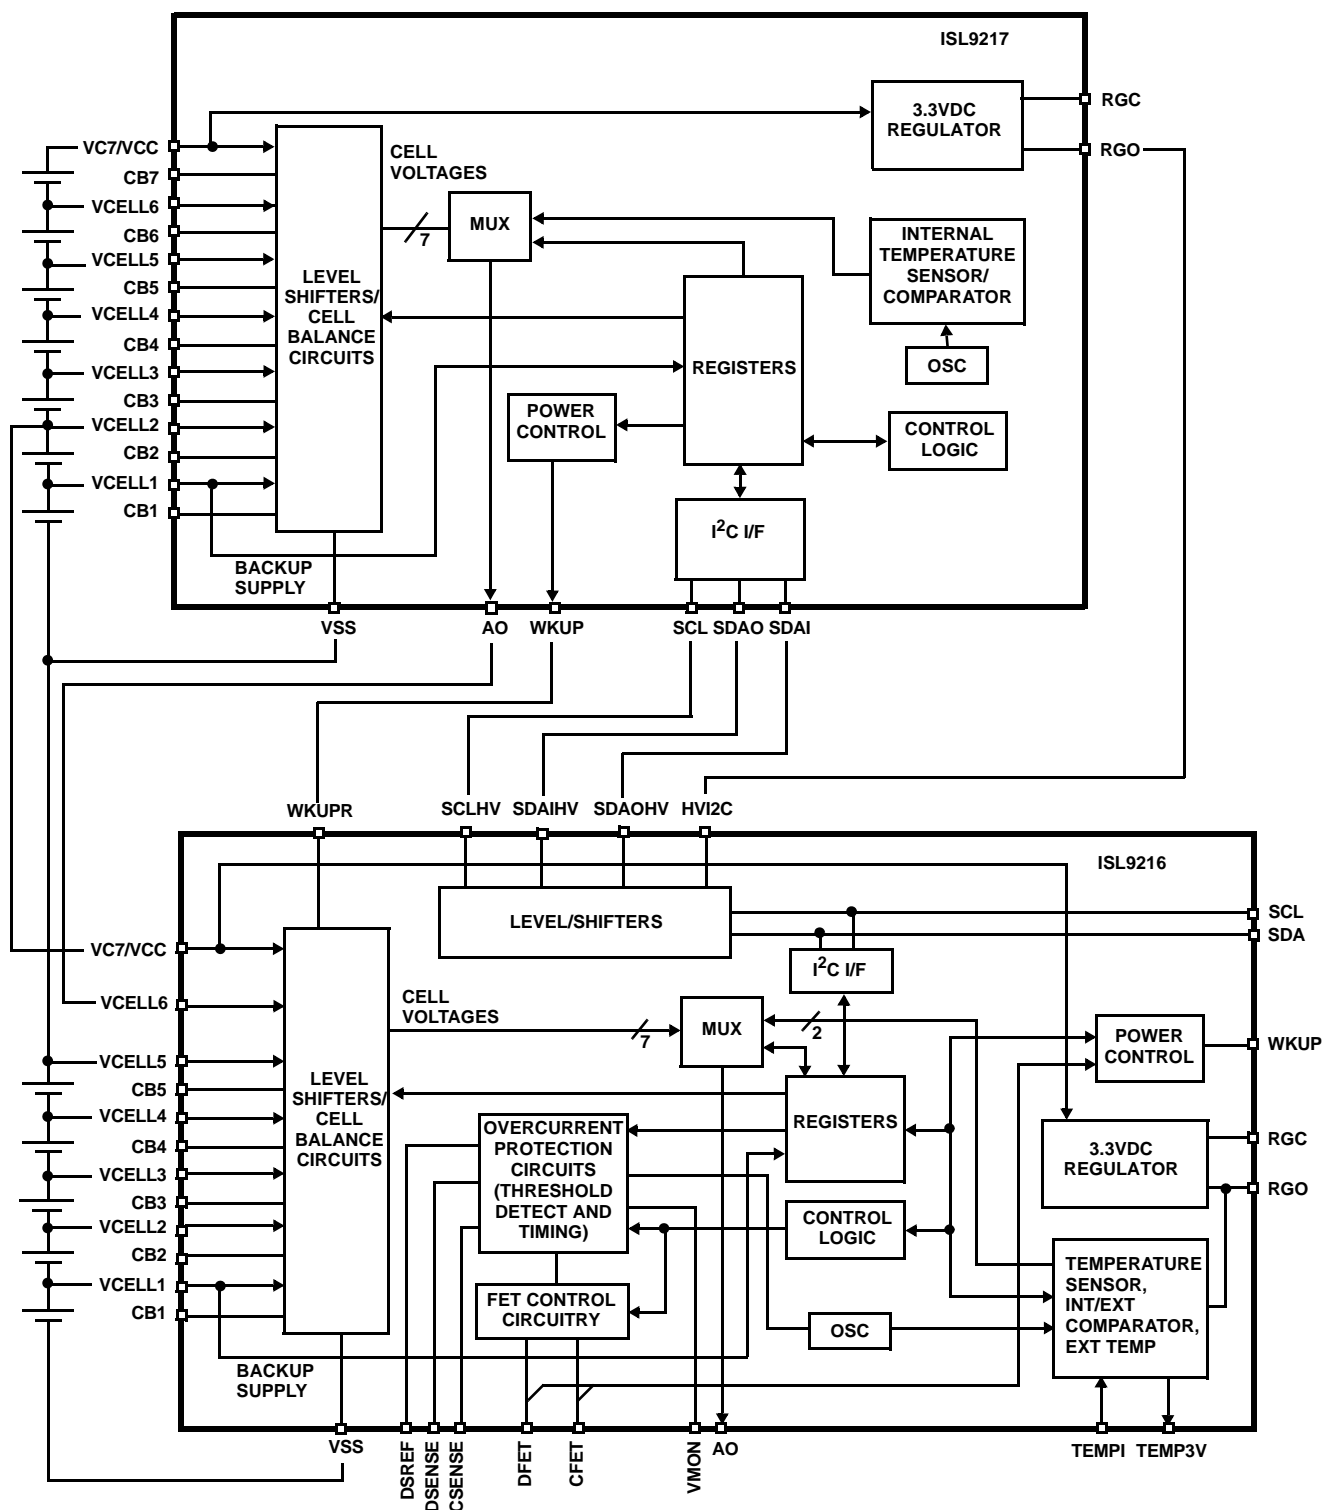 ISL9217
3.3VDC
REGULATOR
RGC
RGO
VC7/VCC
CB7
VCELL6
CB6
VCELL5
CB5
VCELL4
CB4
VCELL3
CB3
VCELL2
CB2
VCELL1
CB1
CELL
VOLTAGES
7
MUX
LEVEL
SHIFTERS/
CELL
BALANCE
CIRCUITS
INTERNAL
TEMPERATURE
SENSOR/
COMPARATOR
OSC
REGISTERS
POWER
CONTROL
CONTROL
LOGIC
I2C I/F
BACKUP
SUPPLY
VSS
AO
WKUP
SCL
SDAO
SDAI
WKUPR
SCLHV
SDAIHV
SDAOHV
HVI2C
ISL9216
LEVEL/SHIFTERS
SCL
SDA
I2C I/F
VC7/VCC
VCELL6
VCELL5
CB5
VCELL4
CB4
VCELL3
CB3
VCELL2
CB2
VCELL1
CB1
CELL
VOLTAGES
7
MUX
2
LEVEL
SHIFTERS/
CELL
BALANCE
CIRCUITS
POWER
CONTROL
WKUP
REGISTERS
OVERCURRENT
PROTECTION
CIRCUITS
(THRESHOLD
DETECT AND
TIMING)
3.3VDC
REGULATOR
RGC
RGO
CONTROL
LOGIC
FET CONTROL
CIRCUITRY
OSC
TEMPERATURE
SENSOR,
INT/EXT
COMPARATOR,
EXT TEMP
BACKUP
SUPPLY
VSS
DSREF
DSENSE
CSENSE
DFET
CFET
VMON
AO
TEMPI
TEMP3V